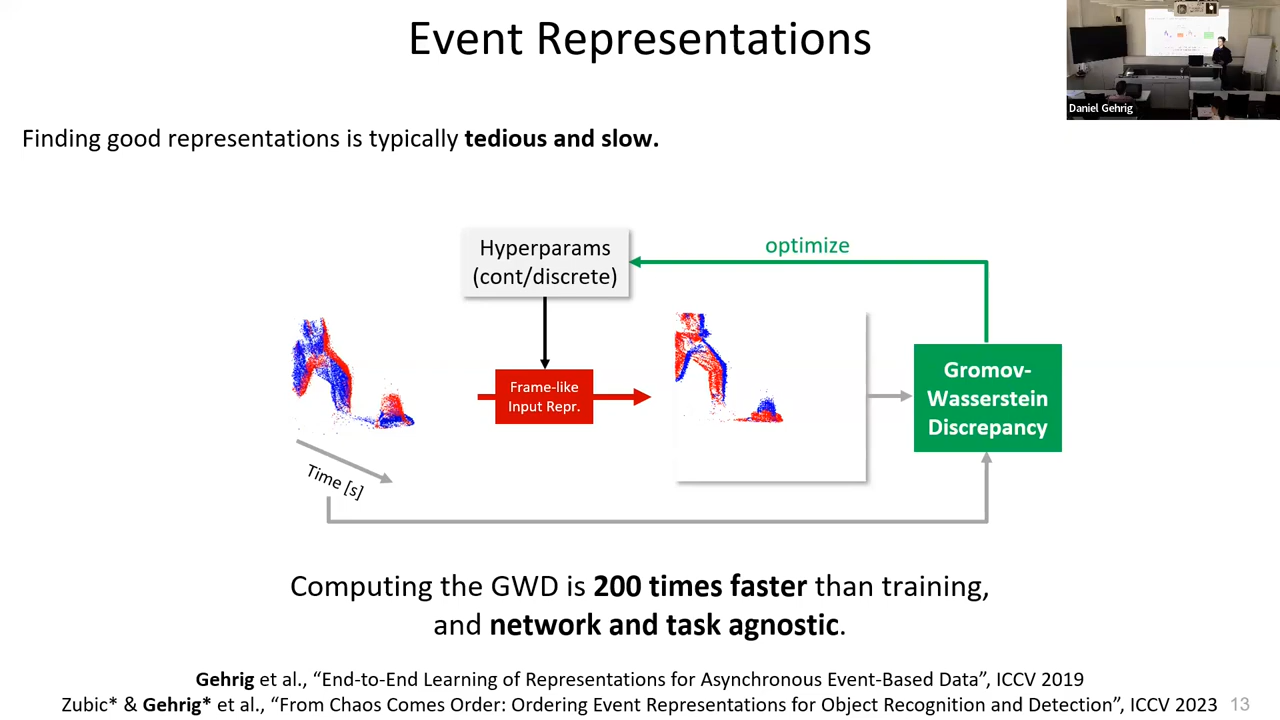 Event Representations
Daniel Gehrig
Finding good representations is typically tedious and slow.
Hyperparams
(cont/discrete)
optimize
Frame-like
Input Repr.
Gromov-
Wasserstein
Discrepancy
Time [s]
Computing the GWD is 200 times faster than training,
and network and task agnostic.
Gehrig et al., “End-to-End Learning of Representations for Asynchronous Event-Based Data”, ICCV 2019
Zubic* & Gehrig* et al., “From Chaos Comes Order: Ordering Event Representations for Object Recognition and Detection”, ICCV 2023
13